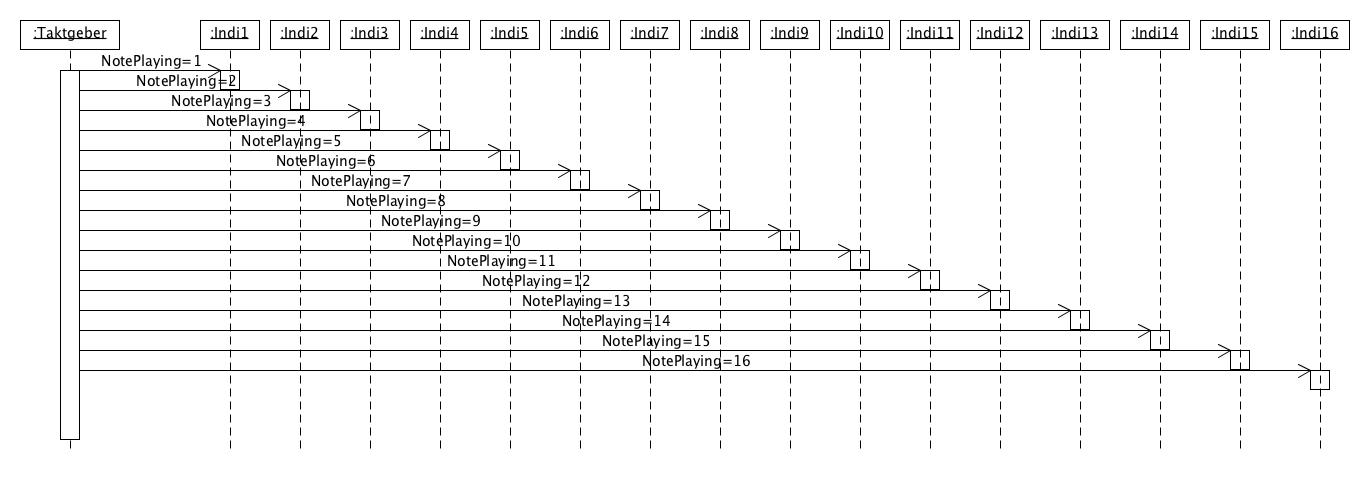 :Taktgeber :Indi1 :Indi2 :Indi3 :Indi4 :Indi5 :Indi6 :Indi7 :Indi8 :Indi9 :Indi10 :Indi11 :Indi12 :Indi13 :Indi14 :Indi15 :Indi16
NotePlaying=1
NotePlaying=2
NotePlaying=3
NotePlaying=4
NotePlaying=5
NotePlaying=6
NotePlaying=7
NotePlaying=8
NotePlaying=9
NotePlaying=10
NotePlaying=11
NotePlaying=12
NotePlaying=13
NotePlaying=14
NotePlaying=15
NotePlaying=16